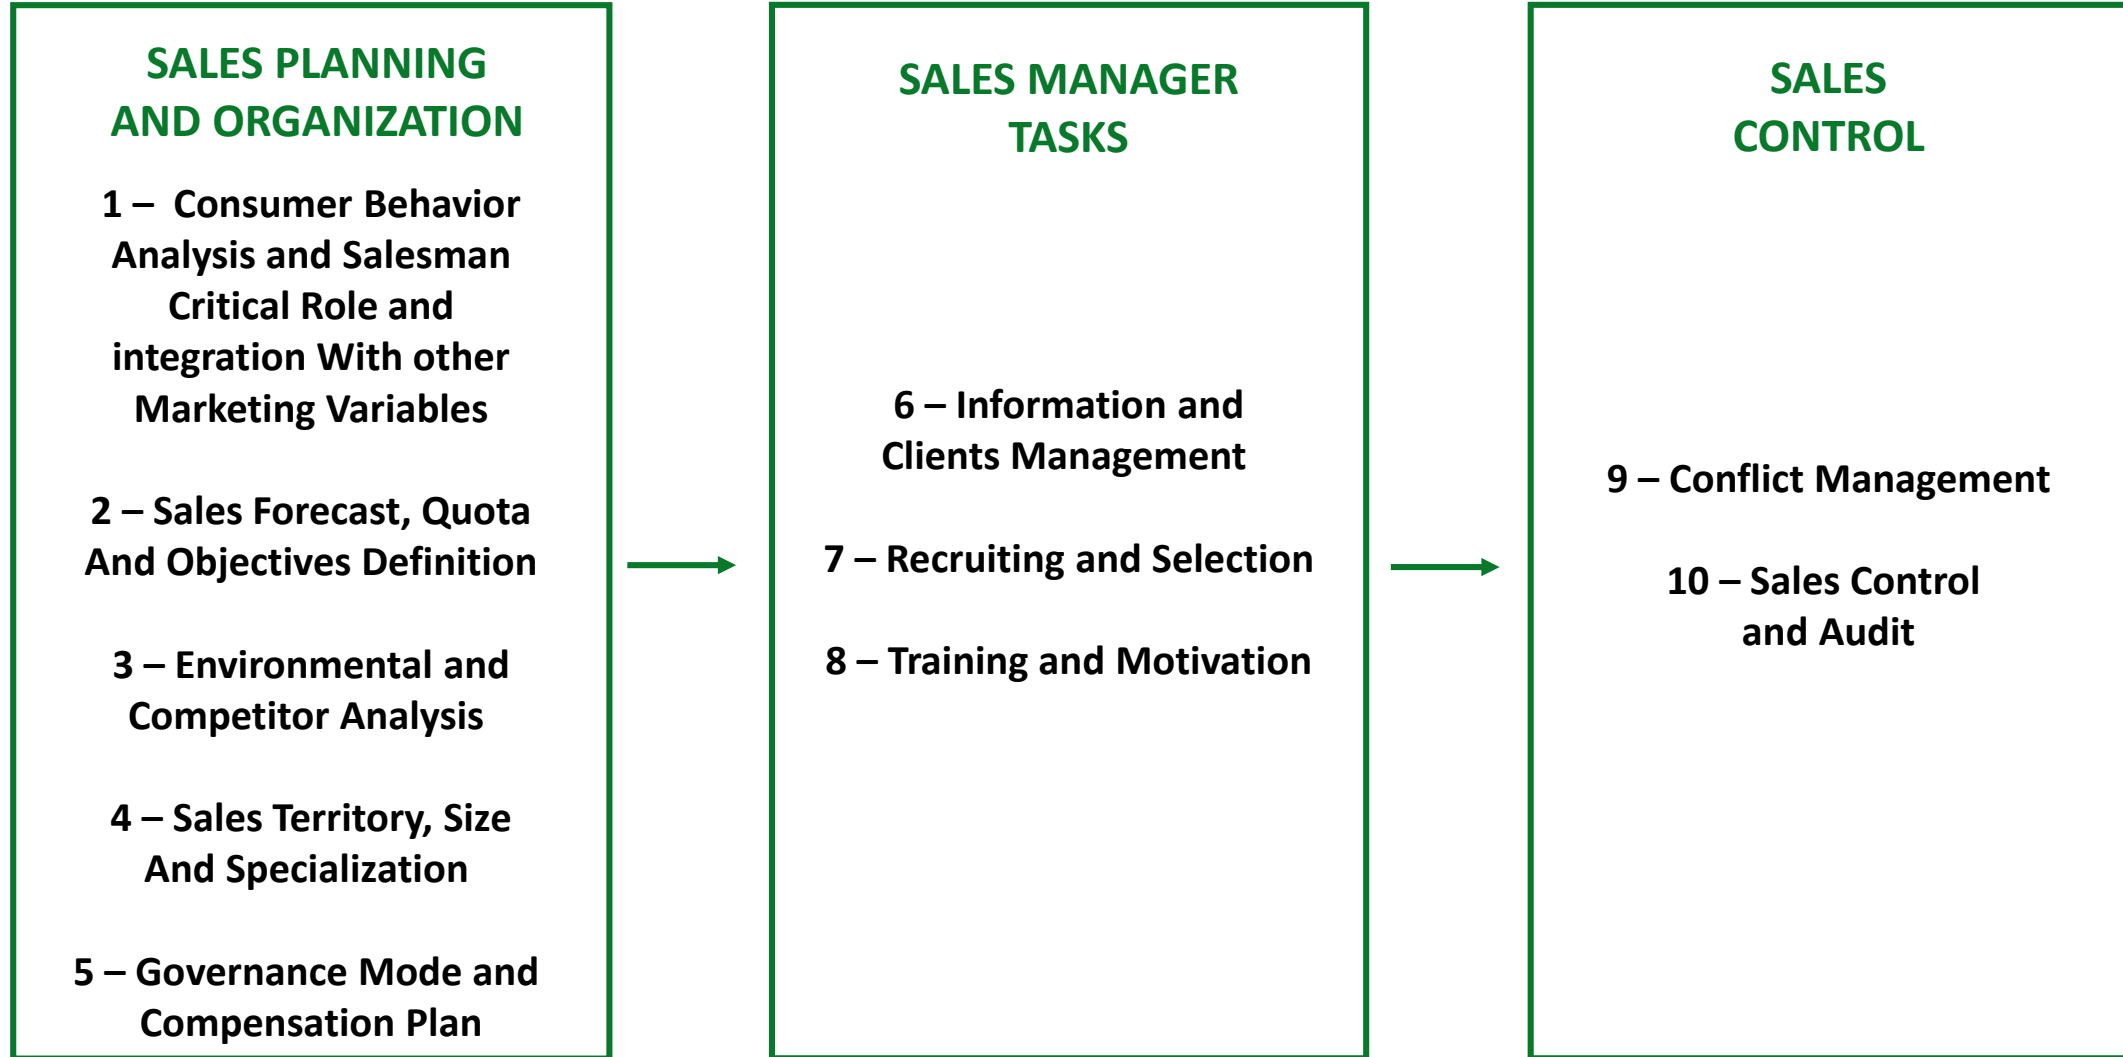 SALES PLANNING
AND ORGANIZATION
1 – Consumer Behavior
Analysis and Salesman
Critical Role and
integration With other
Marketing Variables
2 – Sales Forecast, Quota
And Objectives Definition
3 – Environmental and
Competitor Analysis
4 – Sales Territory, Size
And Specialization
5 – Governance Mode and
Compensation Plan
SALES MANAGER
TASKS
6 – Information and
Clients Management
7 – Recruiting and Selection
8 – Training and Motivation
SALES
CONTROL
9 – Conflict Management
10 – Sales Control
and Audit